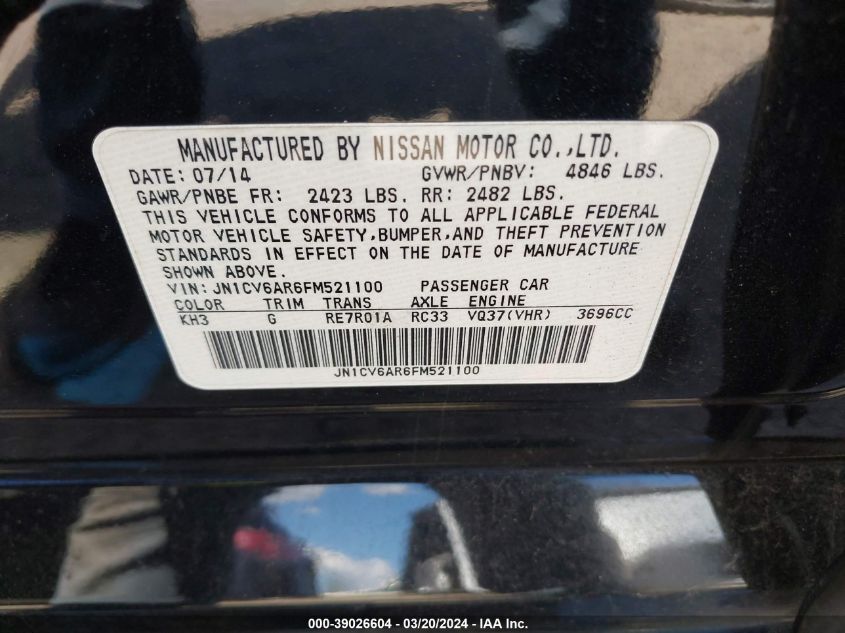 MANUFACTURED BY NISSAN MOTOR CO.,LTD.
DATE: 07/14 GVWR/PNBV: 4846 LBS.
GAWR/PNBE FR: 2423 LBS. RR: 2482 LBS.
THIS VEHICLE CONFORMS TO ALL APPLICABLE FEDERAL
MOTOR VEHICLE SAFETY,BUMPER,AND THEFT PREVENTION
STANDARDS IN EFFECT ON THE DATE OF MANUFACTURE
SHOWN ABOVE.
VIN: JN1CV6AR6FM521100 PASSENGER CAR
COLOR TRIM TRANS AXLE ENGINE
KH3 G RE7R01A RC33 VQ37(VHR) 3696CC
JN1CV6AR6FM521100
000-39026604 - 03/20/2024 - IAA Inc.